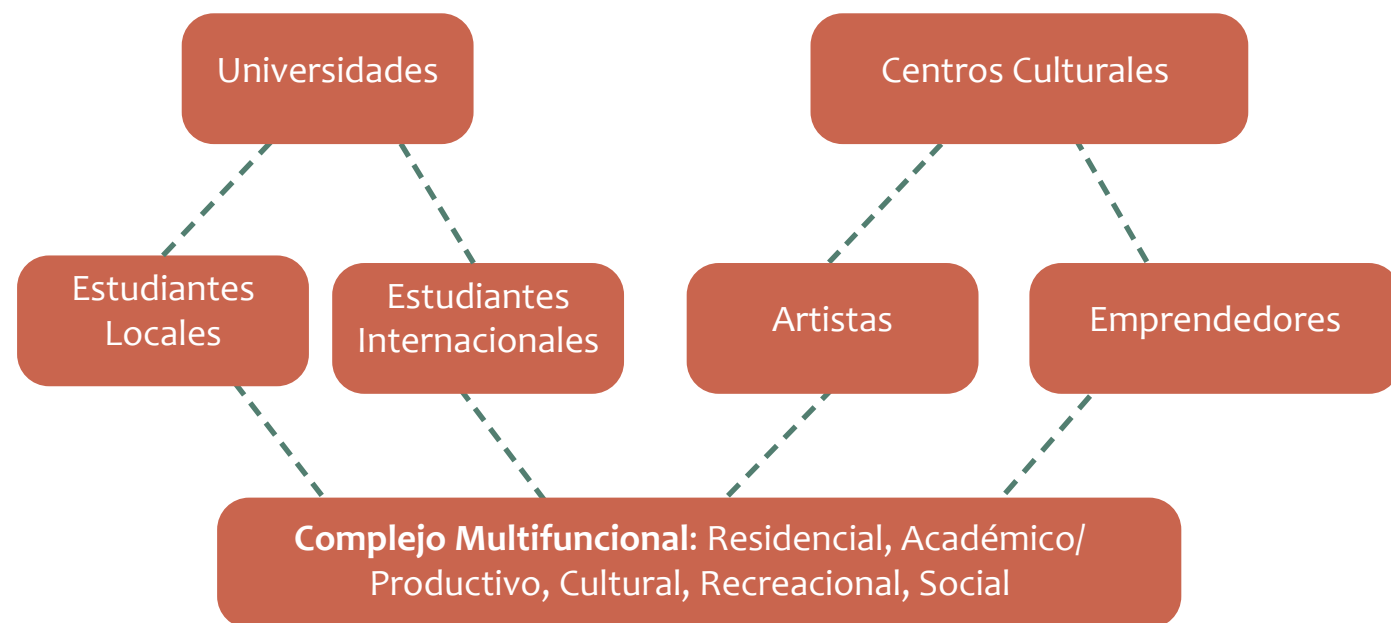 Universidades
Centros Culturales
Estudiantes
Locales
Estudiantes
Internacionales
Artistas
Emprendedores
Complejo Multifuncional: Residencial, Académico/
Productivo, Cultural, Recreacional, Social